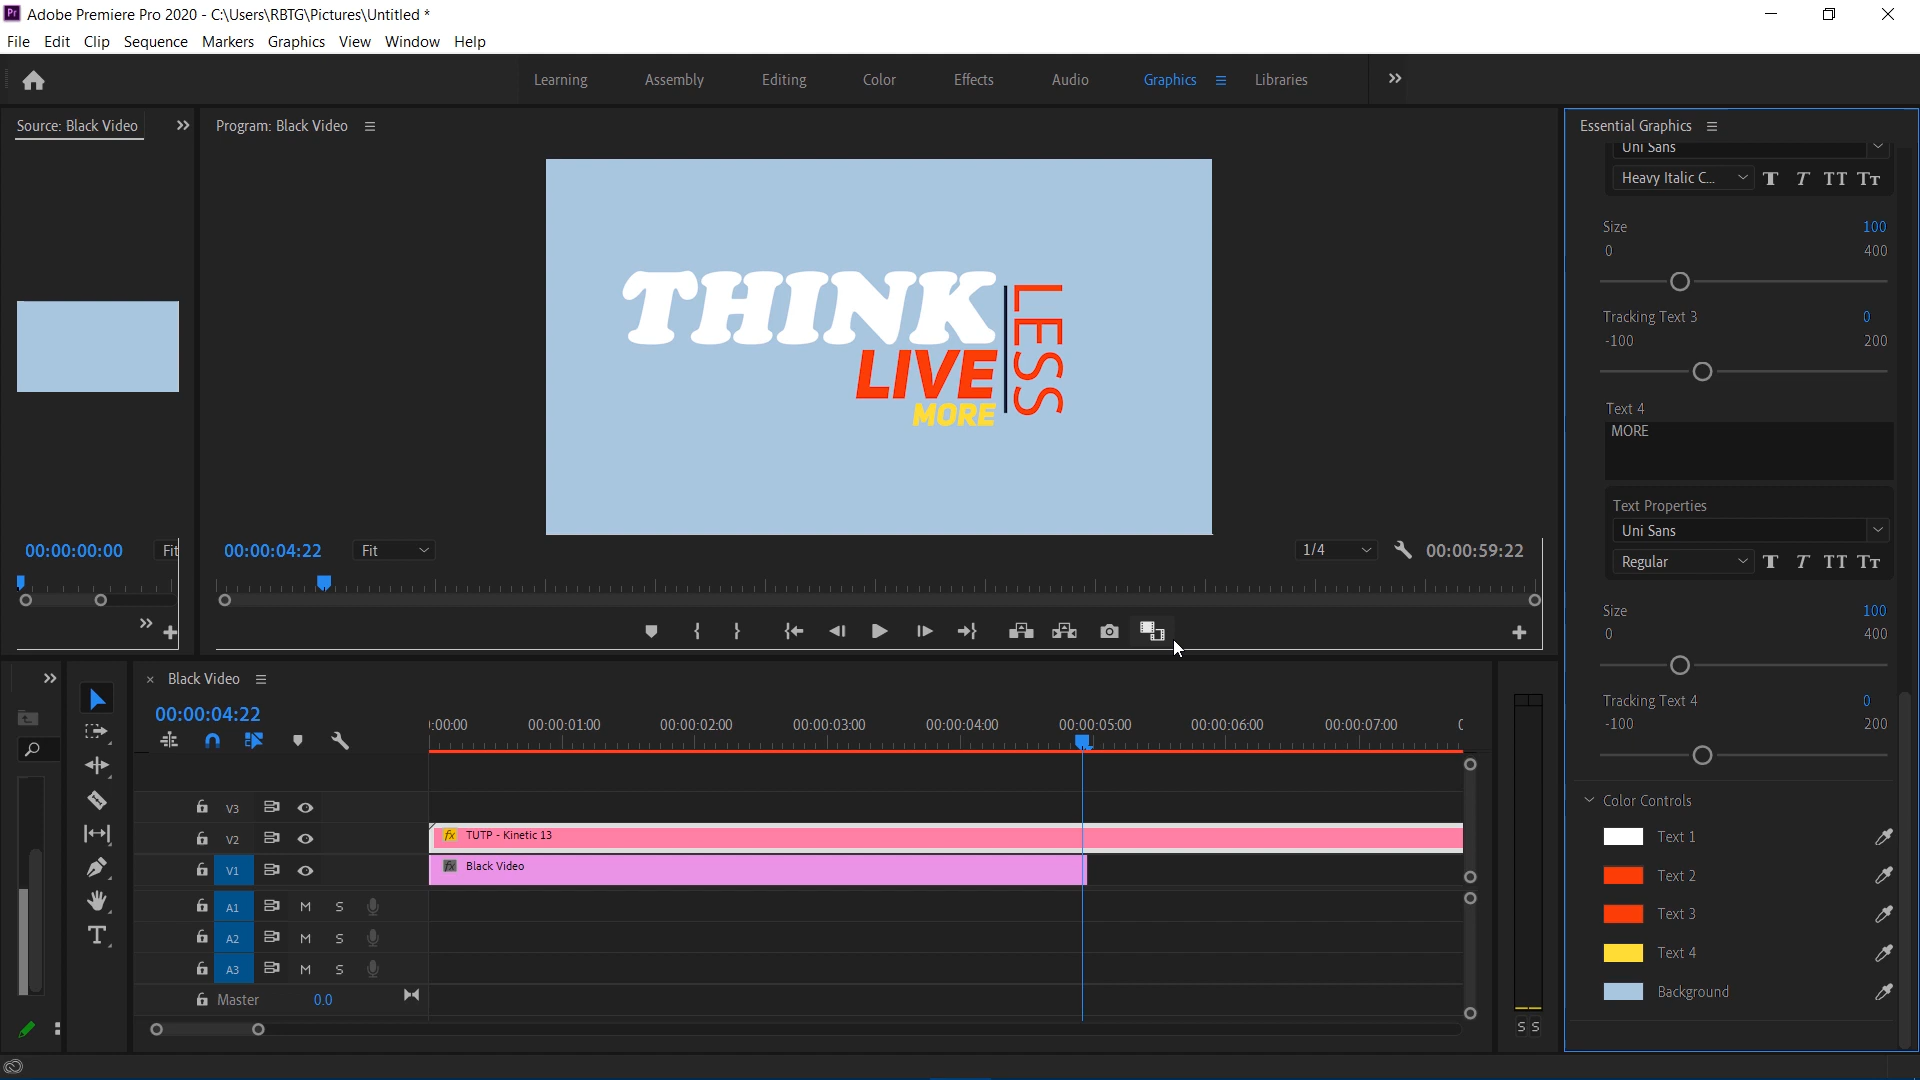 Adobe Premiere Pro 2020 - C:\Users\RBTG\Pictures\Untitled *
File Edit Clip Sequence Markers Graphics View Window Help
Learning Assembly Editing Color Effects Audio Graphics Libraries
Source: Black Video
Program: Black Video
Essential Graphics
THINK
LIVE
MORE
LESS
00:00:00:00 Fit
00:00:04:22 Fit 1/4 00:00:59:22
Uni Sans
Heavy Italic C...
T T TT Tт
Size 100
0 400
Tracking Text 3 0
-100 200
Text 4
MORE
Text Properties
Uni Sans
Regular
T T TT Tт
Size 100
0 400
Tracking Text 4 0
-100 200
Color Controls
Text 1
Text 2
Text 3
Text 4
Background
Black Video
00:00:04:22
:00:00 00:00:01:00 00:00:02:00 00:00:03:00 00:00:04:00 00:00:05:00 00:00:06:00 00:00:07:00
V3
V2 fx TUTP - Kinetic 13
V1 fx Black Video
A1 M S
A2 M S
A3 M S
Master 0.0
S S